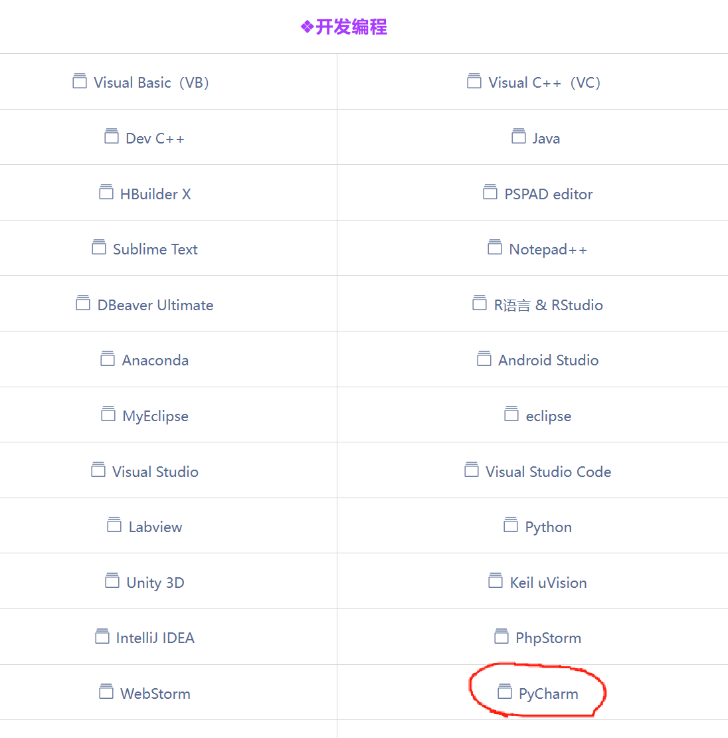 ❖开发编程
Visual Basic（VB） Visual C++（VC）
Dev C++ Java
HBuilder X PSPAD editor
Sublime Text Notepad++
DBeaver Ultimate R语言 & RStudio
Anaconda Android Studio
MyEclipse eclipse
Visual Studio Visual Studio Code
Labview Python
Unity 3D Keil uVision
IntelliJ IDEA PhpStorm
WebStorm PyCharm